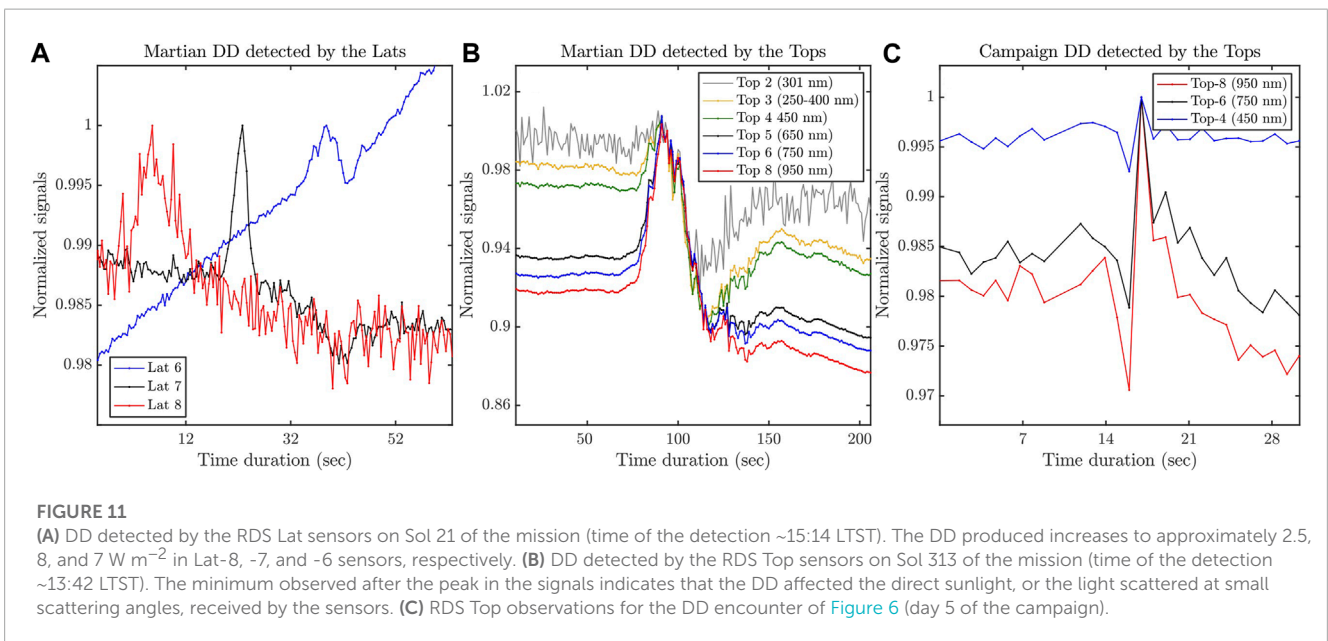 A
Martian DD detected by the Lats
1
0.995
0.99
0.985
0.98
Normalized signals
Lat 6
Lat 7
Lat 8
12
32
52
Time duration (sec)
B
Martian DD detected by the Tops
1.02
0.98
0.94
0.9
0.86
Normalized signals
Top 2 (301 nm)
Top 3 (250-400 nm)
Top 4 450 nm)
Top 5 (650 nm)
Top 6 (750 nm)
Top 8 (950 nm)
50
100
150
200
Time duration (sec)
C
Campaign DD detected by the Tops
1
0.995
0.99
0.985
0.98
0.975
0.97
Normalized signals
Top-8 (950 nm)
Top-6 (750 nm)
Top-4 (450 nm)
7
14
21
28
Time duration (sec)
FIGURE 11
(A) DD detected by the RDS Lat sensors on Sol 21 of the mission (time of the detection ~15:14 LTST). The DD produced increases to approximately 2.5,
8, and 7 W m⁻² in Lat-8, -7, and -6 sensors, respectively. (B) DD detected by the RDS Top sensors on Sol 313 of the mission (time of the detection
~13:42 LTST). The minimum observed after the peak in the signals indicates that the DD affected the direct sunlight, or the light scattered at small
scattering angles, received by the sensors. (C) RDS Top observations for the DD encounter of Figure 6 (day 5 of the campaign).